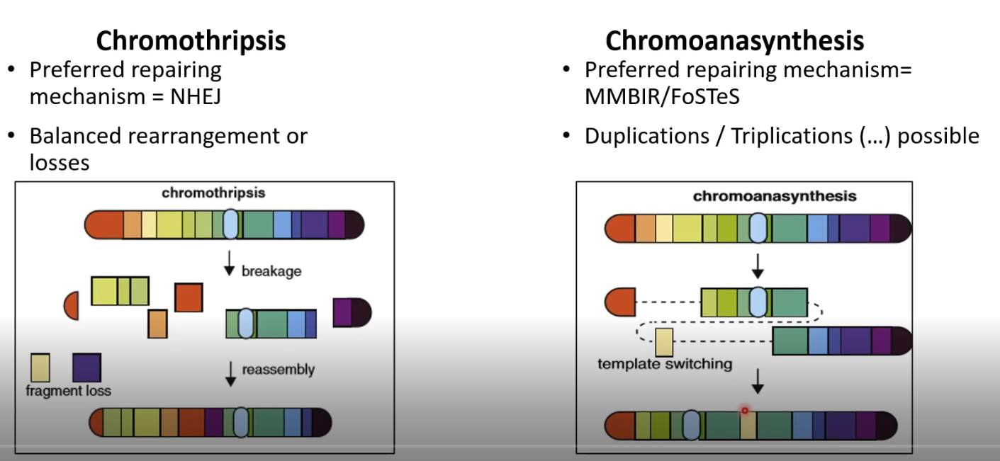 Chromothripsis
• Preferred repairing
mechanism = NHEJ
• Balanced rearrangement or
losses
chromothripsis
breakage
reassembly
fragment loss
Chromoanasynthesis
• Preferred repairing mechanism=
MMBIR/FoSTeS
• Duplications / Triplications (...) possible
chromoanasynthesis
template switching